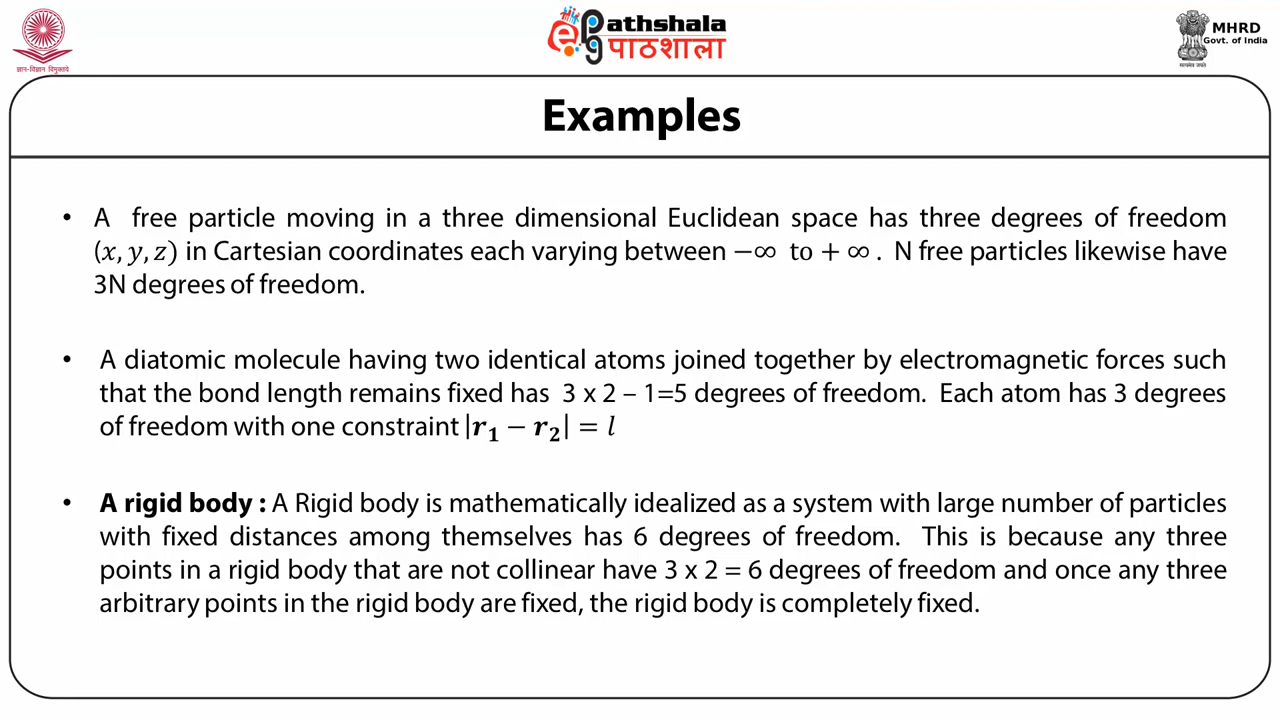 ज्ञान-विज्ञान विमुक्तये
epathshala
पाठशाला
MHRD
Govt. of India
सत्यमेव जयते
Examples
• A free particle moving in a three dimensional Euclidean space has three degrees of freedom
(x, y, z) in Cartesian coordinates each varying between −∞ to + ∞ . N free particles likewise have
3N degrees of freedom.
• A diatomic molecule having two identical atoms joined together by electromagnetic forces such
that the bond length remains fixed has 3 x 2 – 1=5 degrees of freedom. Each atom has 3 degrees
of freedom with one constraint |r₁ − r₂| = l
• A rigid body : A Rigid body is mathematically idealized as a system with large number of particles
with fixed distances among themselves has 6 degrees of freedom. This is because any three
points in a rigid body that are not collinear have 3 x 2 = 6 degrees of freedom and once any three
arbitrary points in the rigid body are fixed, the rigid body is completely fixed.